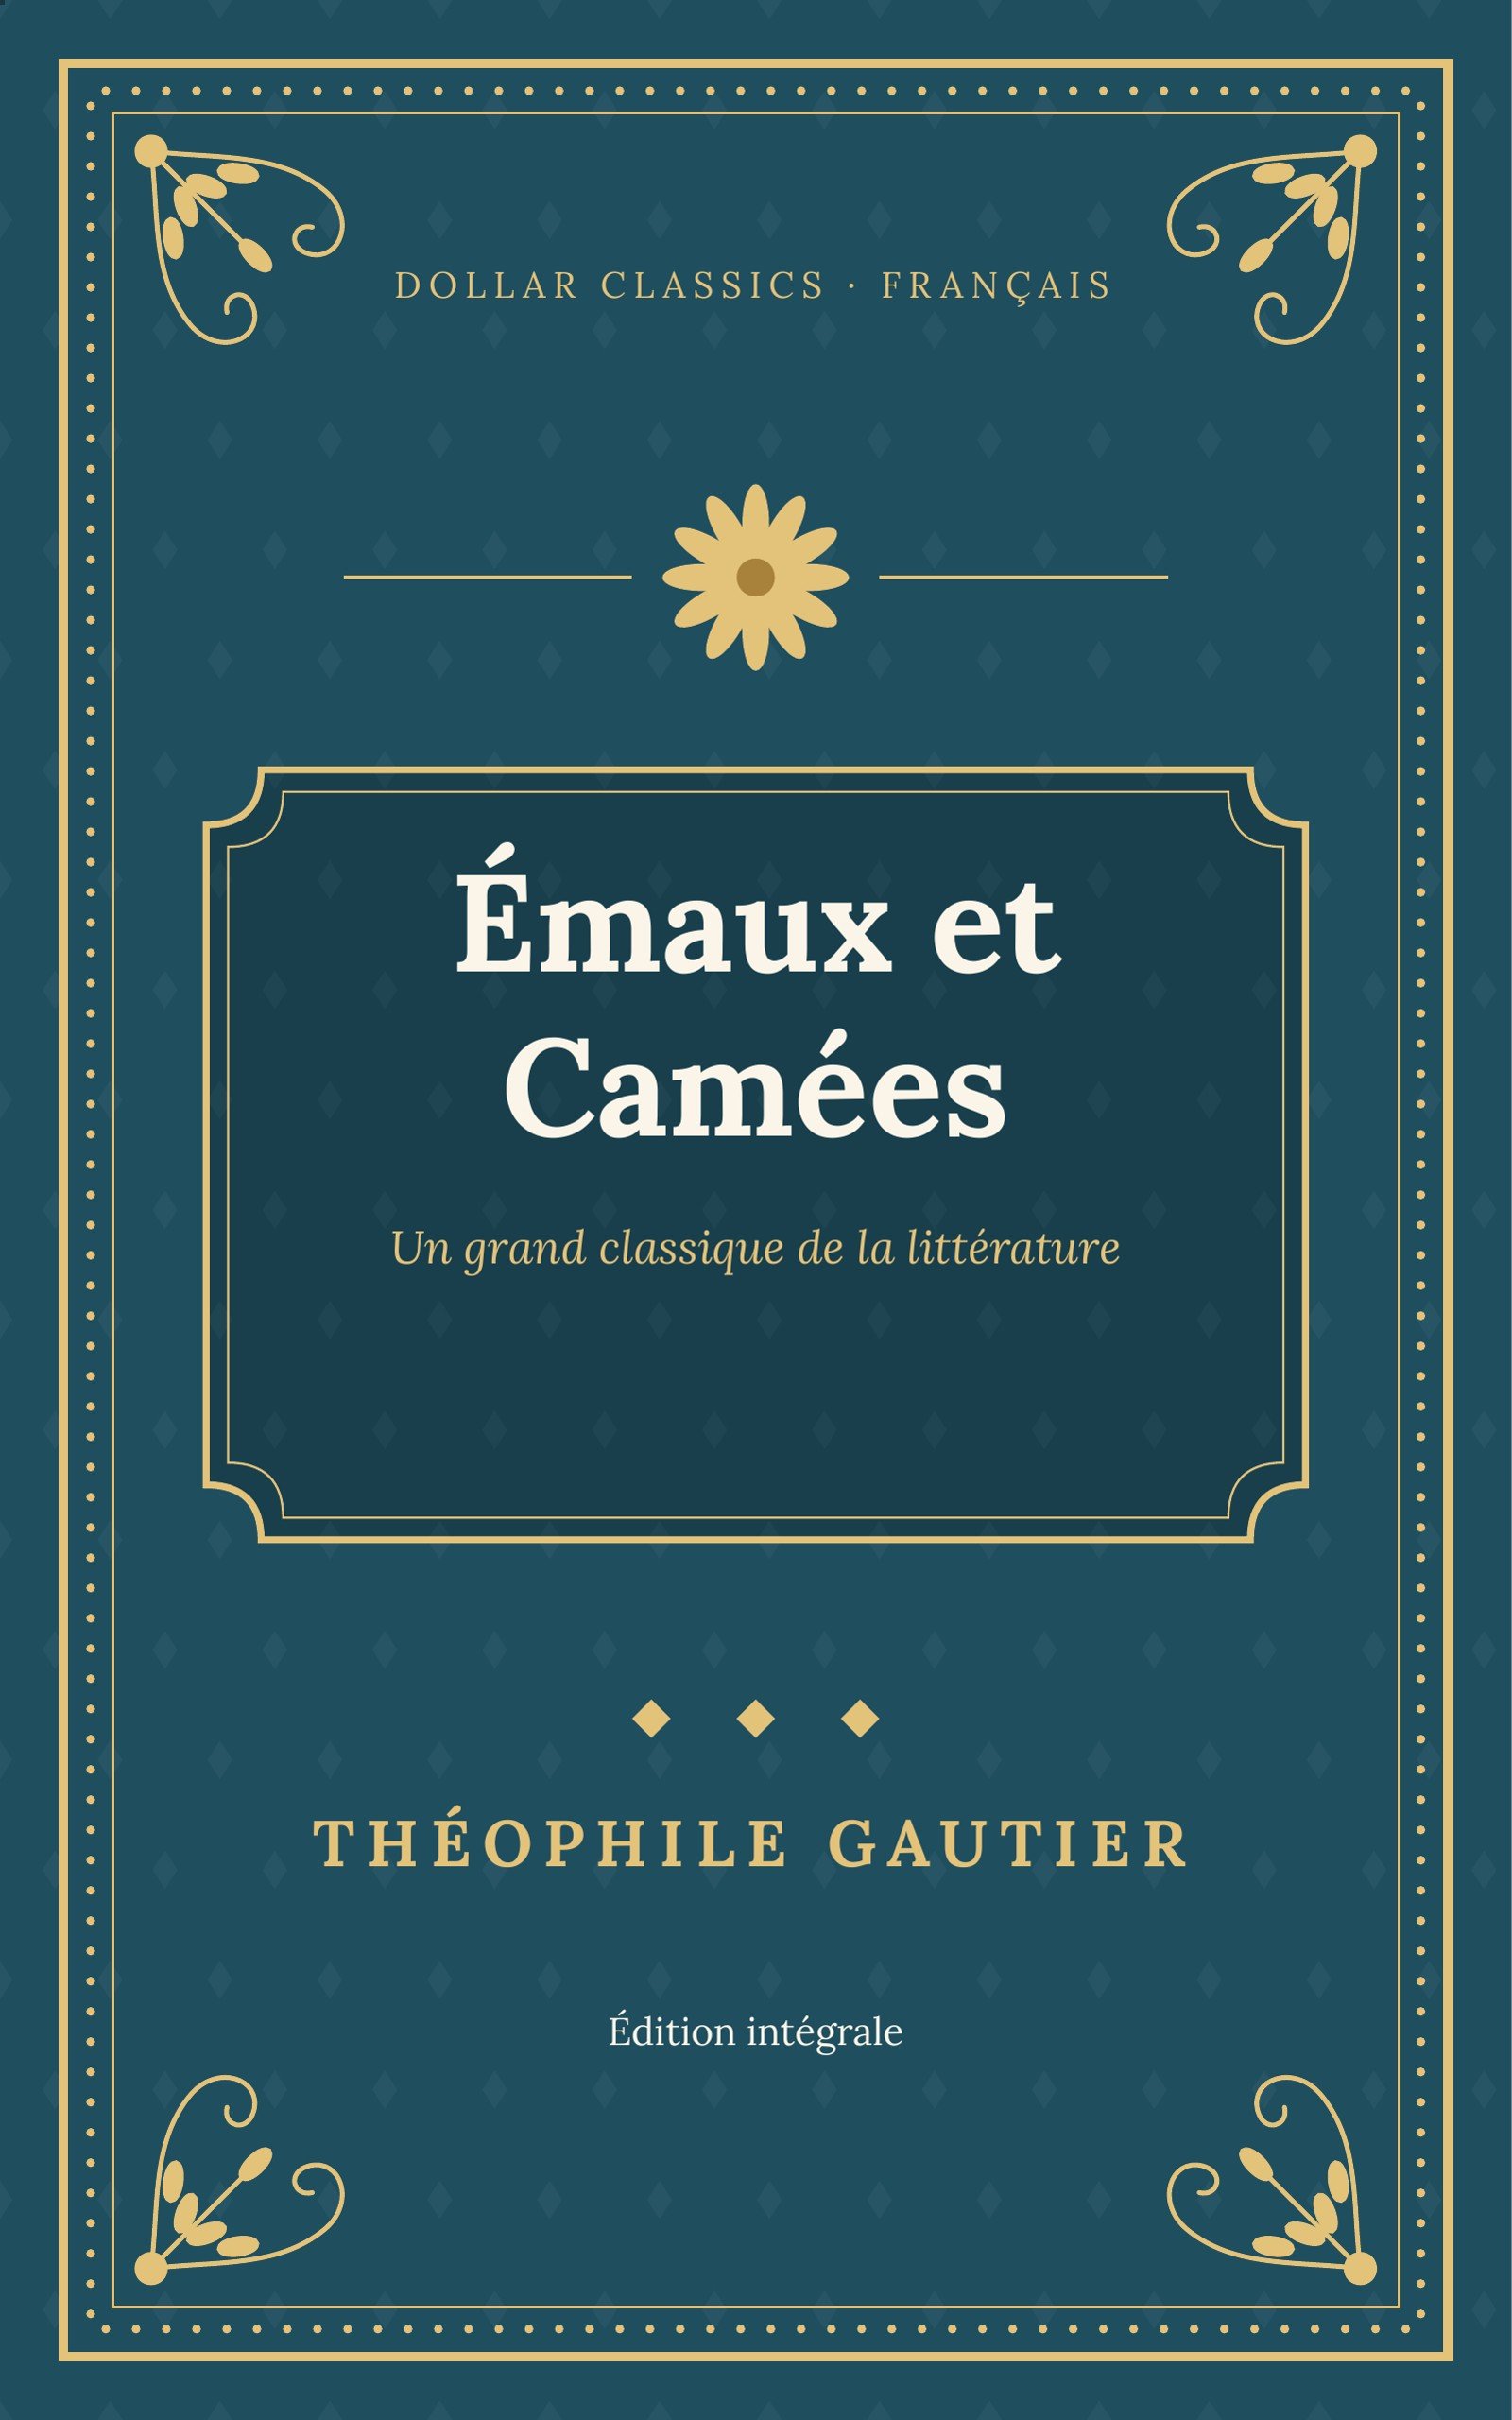 DOLLAR CLASSICS · FRANÇAIS
Émaux et
Camées
Un grand classique de la littérature
THÉOPHILE GAUTIER
Édition intégrale